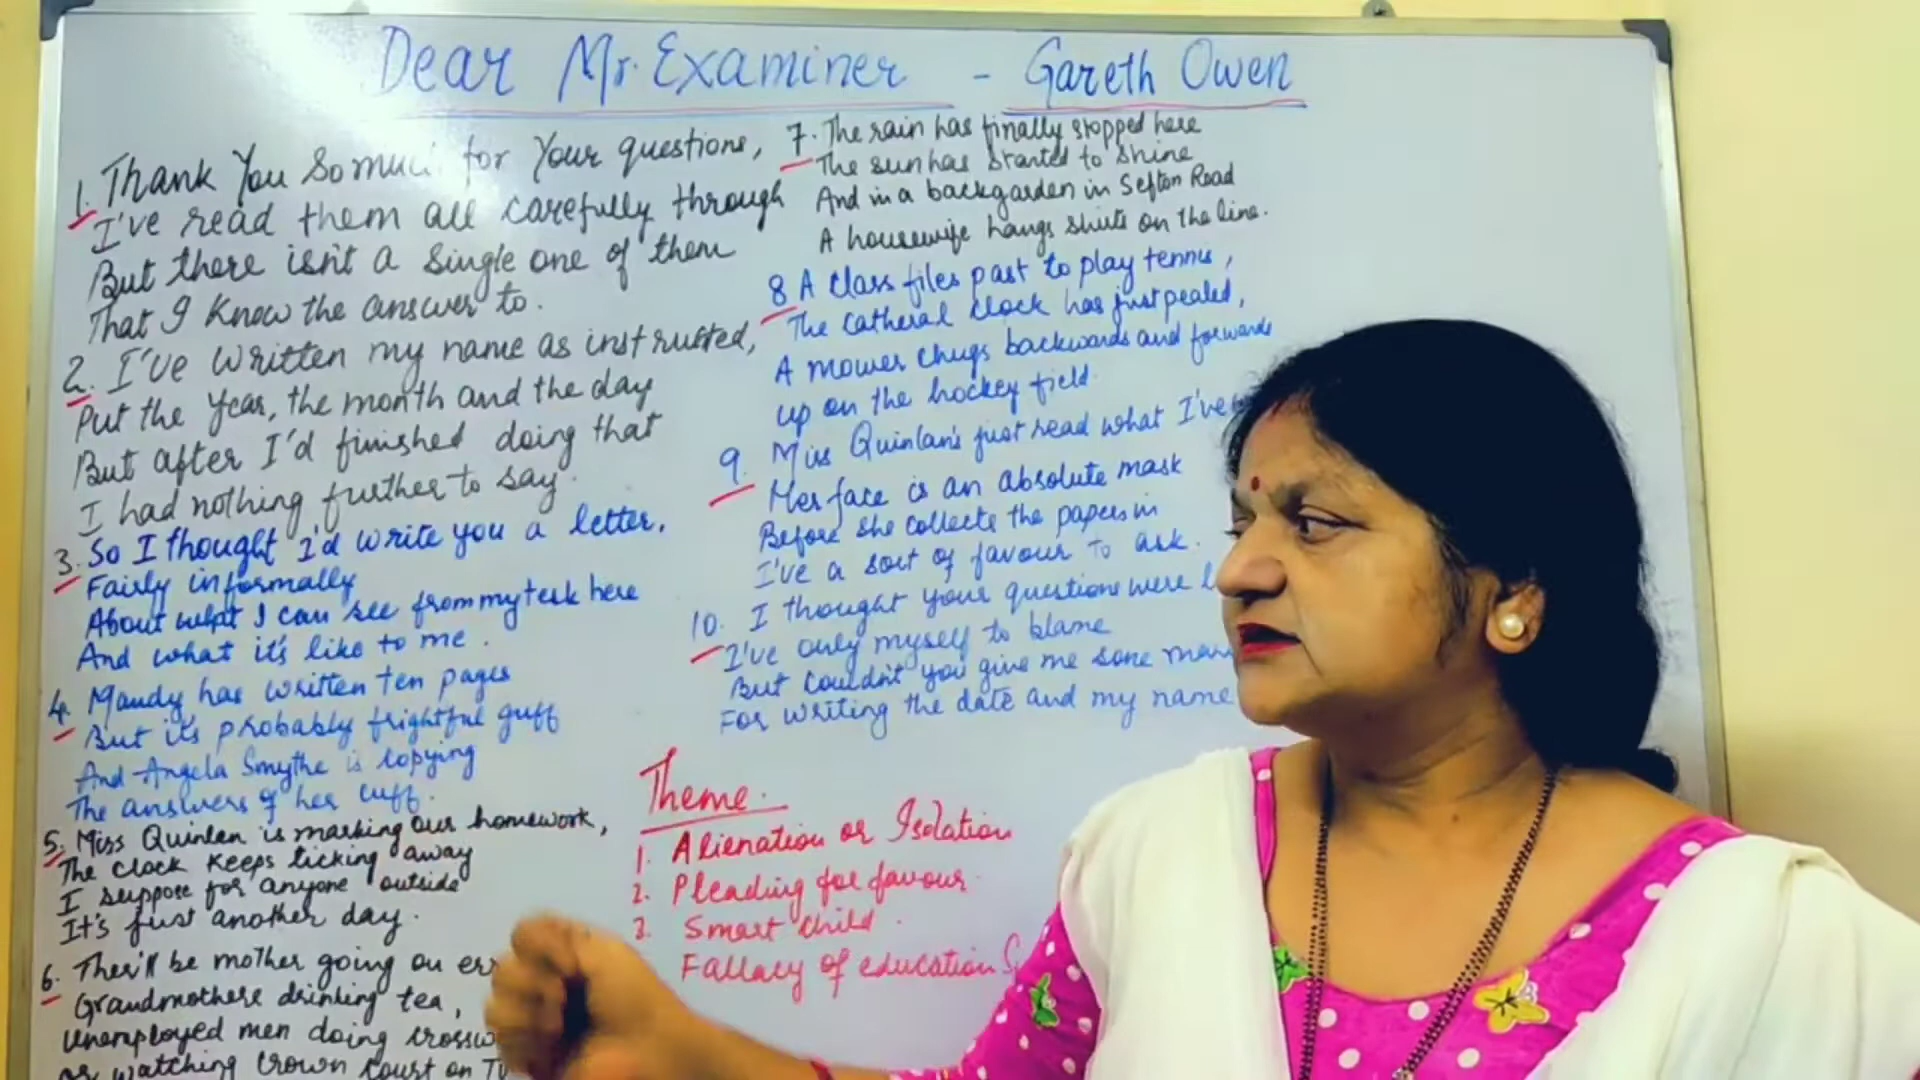 Dear Mr. Examiner - Gareth Owen
1. Thank You So much for Your questions,
I've read them all carefully through
But there isn't a single one of them
That I know the answer to.
2. I've written my name as instructed,
Put the Year, the month and the day
But after I'd finished doing that
I had nothing further to say.
3. So I thought I'd write you a letter.
Fairly informally
About what I can see from my desk here
And what it's like to me.
4. Mandy has written ten pages
But it's probably frightful guff
And Angela Smythe is copying
The answers of her cuff.
5. Miss Quinlan is marking our homework,
The clock keeps ticking away
I suppose for anyone outside
It's just another day.
6. Ther'll be mother going on
Grandmothers drinking tea,
Unemployed men doing
or watching Crown Court on TV
7. The rain has finally stopped here
The sun has started to shine
And in a backgarden in Sefton Road
A housewife hangs shirts on the line.
8 A class files past to play tennis,
The catheral clock has just pealed,
A mower chugs backwards and forwards
up on the hockey field.
9. Miss Quinlan's just read what I've
Her face is an absolute mask
Before she collects the papers in
I've a sort of favour to ask.
10. I thought your questions were
I've only myself to blame
But couldn't you give me some
For writing the date and my name
Theme.
1. Alienation or Isolation
2. Pleading for favour.
3. Smart child.
Fallacy of education